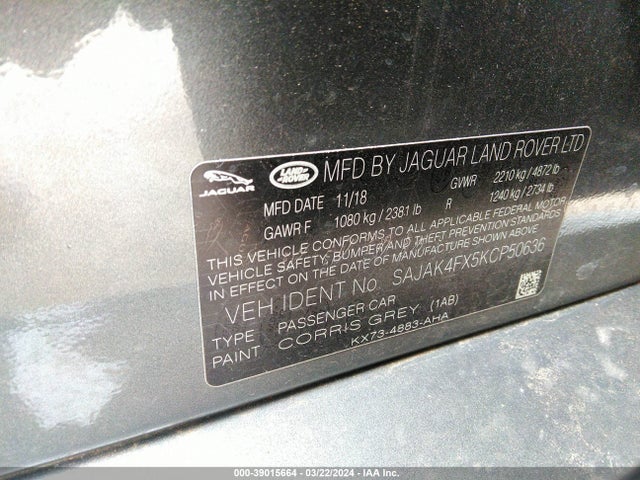 JAGUAR LAND-ROVER MFD BY JAGUAR LAND ROVER LTD
MFD DATE 11/18 GVWR 2210 kg / 4872 lb
GAWR F 1080 kg / 2381 lb R 1240 kg / 2734 lb
THIS VEHICLE CONFORMS TO ALL APPLICABLE FEDERAL MOTOR
VEHICLE SAFETY, BUMPER AND THEFT PREVENTION STANDARDS
IN EFFECT ON THE DATE OF MANUFACTURE SHOWN ABOVE
VEH IDENT No. SAJAK4FX5KCP50636
TYPE PASSENGER CAR
PAINT CORRIS GREY (1AB)
KX73-4883-AHA
000-39015664 - 03/22/2024 - IAA Inc.